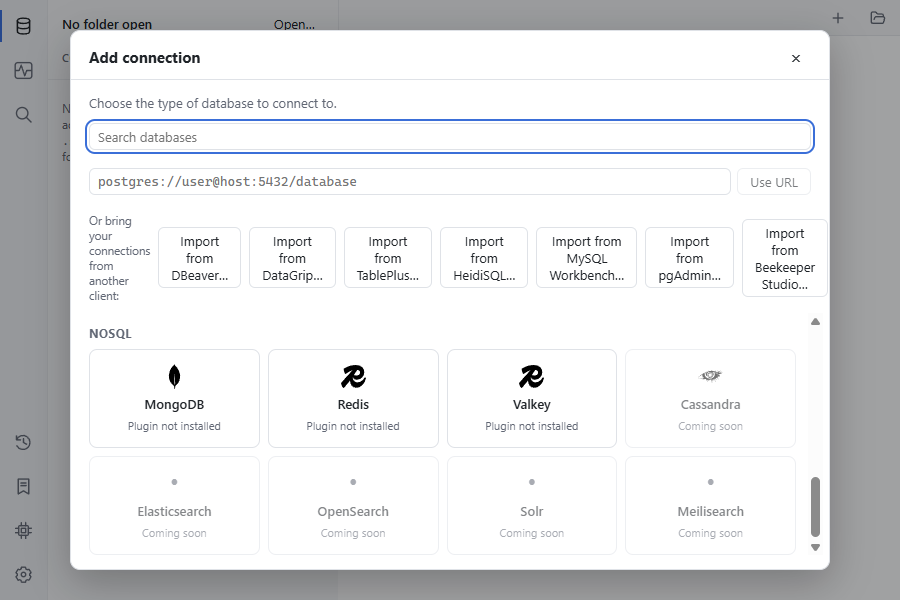 No folder open
Open...
Add connection
Choose the type of database to connect to.
Search databases
postgres://user@host:5432/database
Use URL
Or bring
your
connections
from
another
client:
Import
from
DBeaver...
Import
from
DataGrip...
Import
from
TablePlus...
Import
from
HeidiSQL...
Import from
MySQL
Workbench...
Import
from
pgAdmin...
Import
from
Beekeeper
Studio...
NOSQL
MongoDB
Plugin not installed
Redis
Plugin not installed
Valkey
Plugin not installed
Cassandra
Coming soon
Elasticsearch
Coming soon
OpenSearch
Coming soon
Solr
Coming soon
Meilisearch
Coming soon